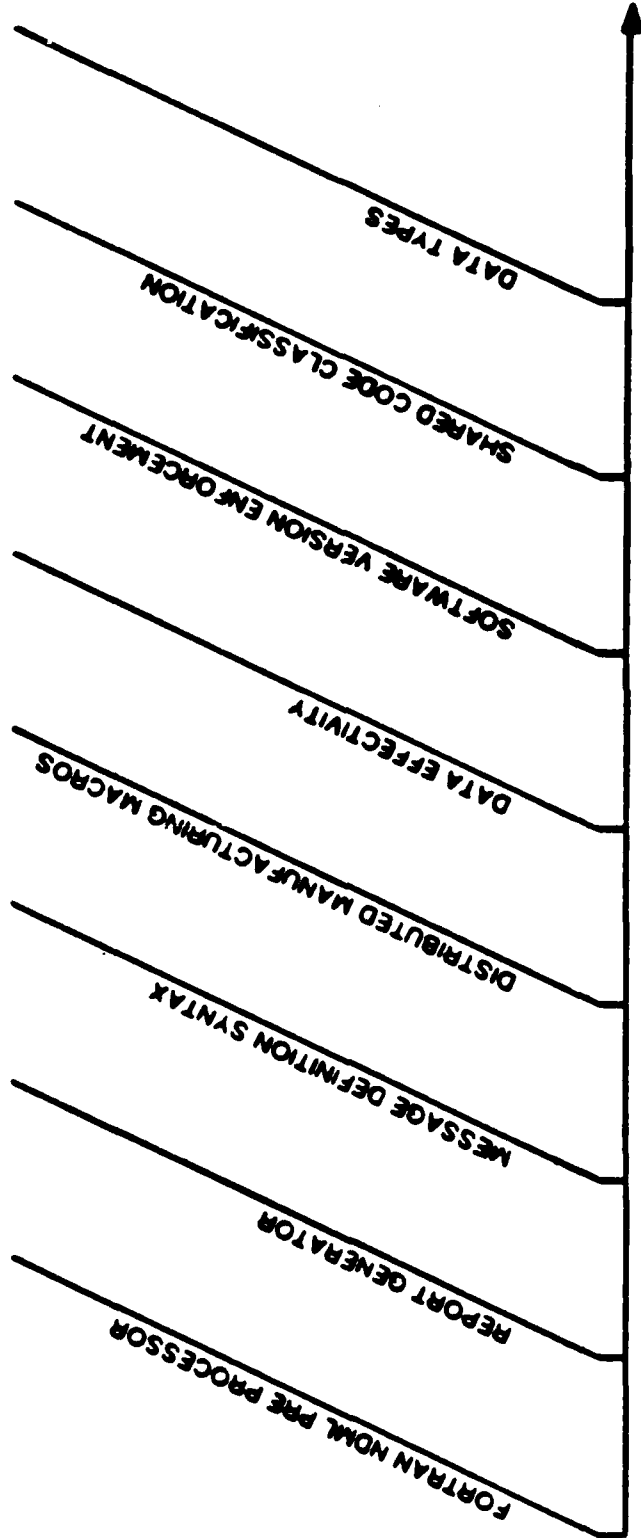 FORTRAN NDML PRE PROCESSOR
REPORT GENERATOR
MESSAGE DEFINITION SYNTAX
DISTRIBUTED MANUFACTURING MACROS
DATA EFFECTIVITY
SOFTWARE VERSION ENFORCEMENT
SHARED CODE CLASSIFICATION
DATA TYPES